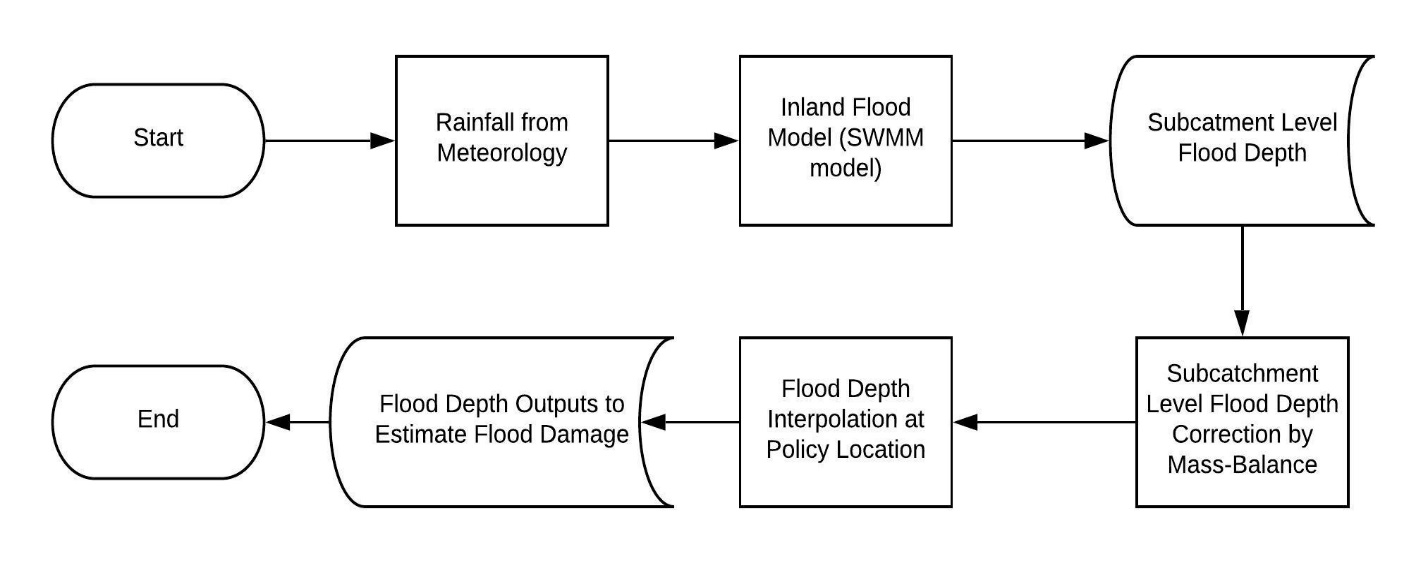 Start
Rainfall from
Meteorology
Inland Flood
Model (SWMM
model)
Subcatment Level
Flood Depth
Subcatchment
Level Flood Depth
Correction by
Mass-Balance
Flood Depth
Interpolation at
Policy Location
Flood Depth Outputs to
Estimate Flood Damage
End